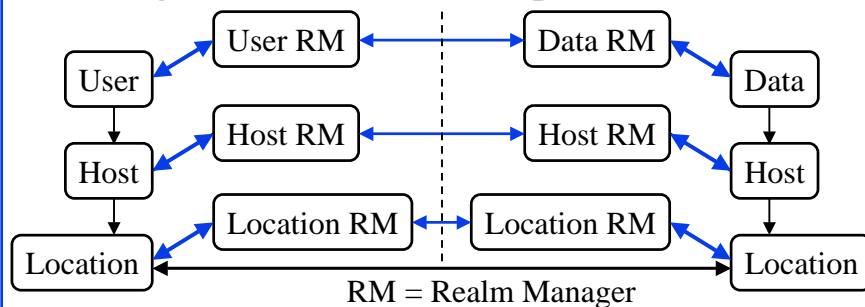 User RM
Data RM
User
Data
Host RM
Host RM
Host
Host
Location RM
Location RM
Location
Location
RM = Realm Manager